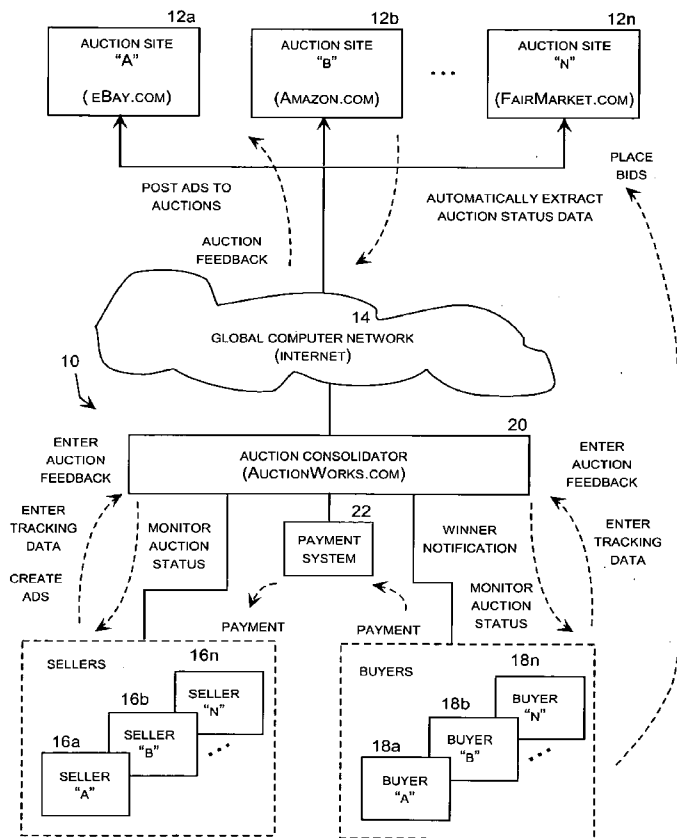 12a
12b
12n
AUCTION SITE
"A"
(EBAY.COM)
AUCTION SITE
"B"
(AMAZON.COM)
...
AUCTION SITE
"N"
(FAIRMARKET.COM)
POST ADS TO
AUCTIONS
AUCTION
FEEDBACK
AUTOMATICALLY EXTRACT
AUCTION STATUS DATA
PLACE
BIDS
14
GLOBAL COMPUTER NETWORK
(INTERNET)
10
20
AUCTION CONSOLIDATOR
(AUCTIONWORKS.COM)
ENTER
AUCTION
FEEDBACK
ENTER
TRACKING
DATA
CREATE
ADS
MONITOR
AUCTION
STATUS
22
PAYMENT
SYSTEM
PAYMENT
PAYMENT
WINNER
NOTIFICATION
MONITOR
AUCTION
STATUS
ENTER
AUCTION
FEEDBACK
ENTER
TRACKING
DATA
SELLERS
16n
SELLER
"N"
16b
SELLER
"B"
...
16a
SELLER
"A"
BUYERS
18n
BUYER
"N"
18b
BUYER
"B"
...
18a
BUYER
"A"